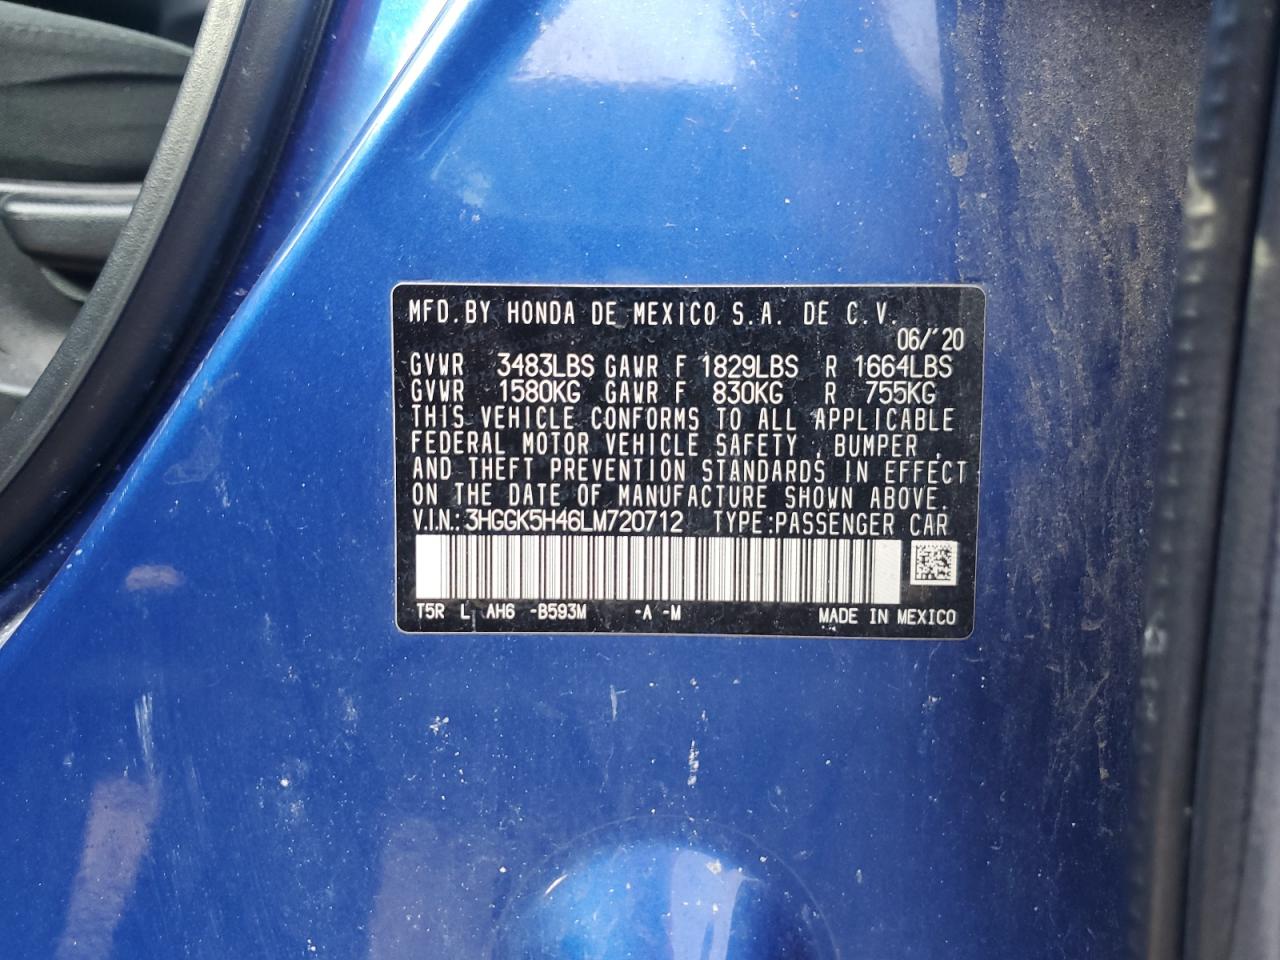 MFD. BY HONDA DE MEXICO S.A. DE C.V.
06/'20
GVWR 3483LBS GAWR F 1829LBS R 1664LBS
GVWR 1580KG GAWR F 830KG R 755KG
THIS VEHICLE CONFORMS TO ALL APPLICABLE
FEDERAL MOTOR VEHICLE SAFETY , BUMPER ,
AND THEFT PREVENTION STANDARDS IN EFFECT
ON THE DATE OF MANUFACTURE SHOWN ABOVE.
V.I.N.: 3HGGK5H46LM720712 TYPE:PASSENGER CAR
T5R L AH6 -B593M -A -M MADE IN MEXICO